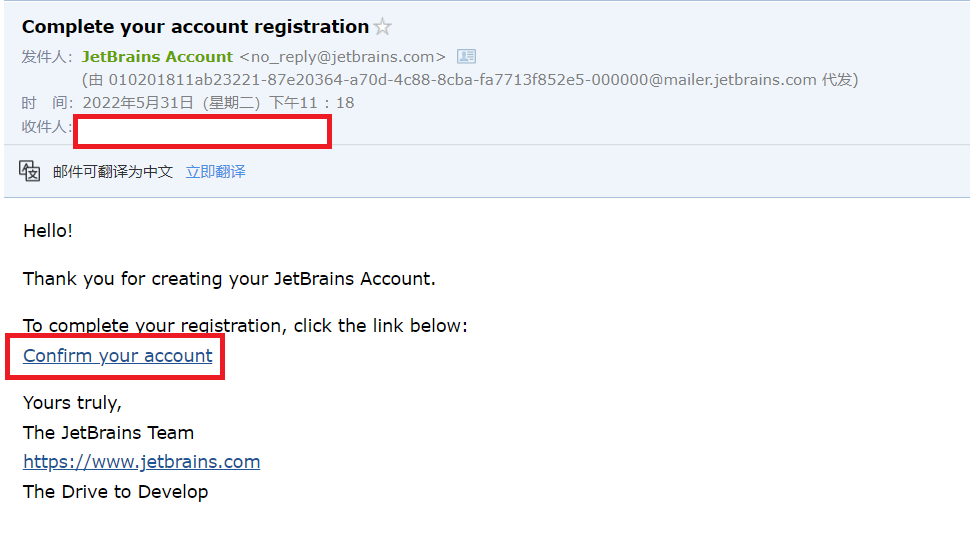 Complete your account registration
发件人： JetBrains Account <no_reply@jetbrains.com>
(由 010201811ab23221-87e20364-a70d-4c88-8cba-fa7713f852e5-000000@mailer.jetbrains.com 代发)
时 间： 2022年5月31日 (星期二) 下午11：18
收件人：
邮件可翻译为中文 立即翻译
Hello!
Thank you for creating your JetBrains Account.
To complete your registration, click the link below:
Confirm your account
Yours truly,
The JetBrains Team
https://www.jetbrains.com
The Drive to Develop